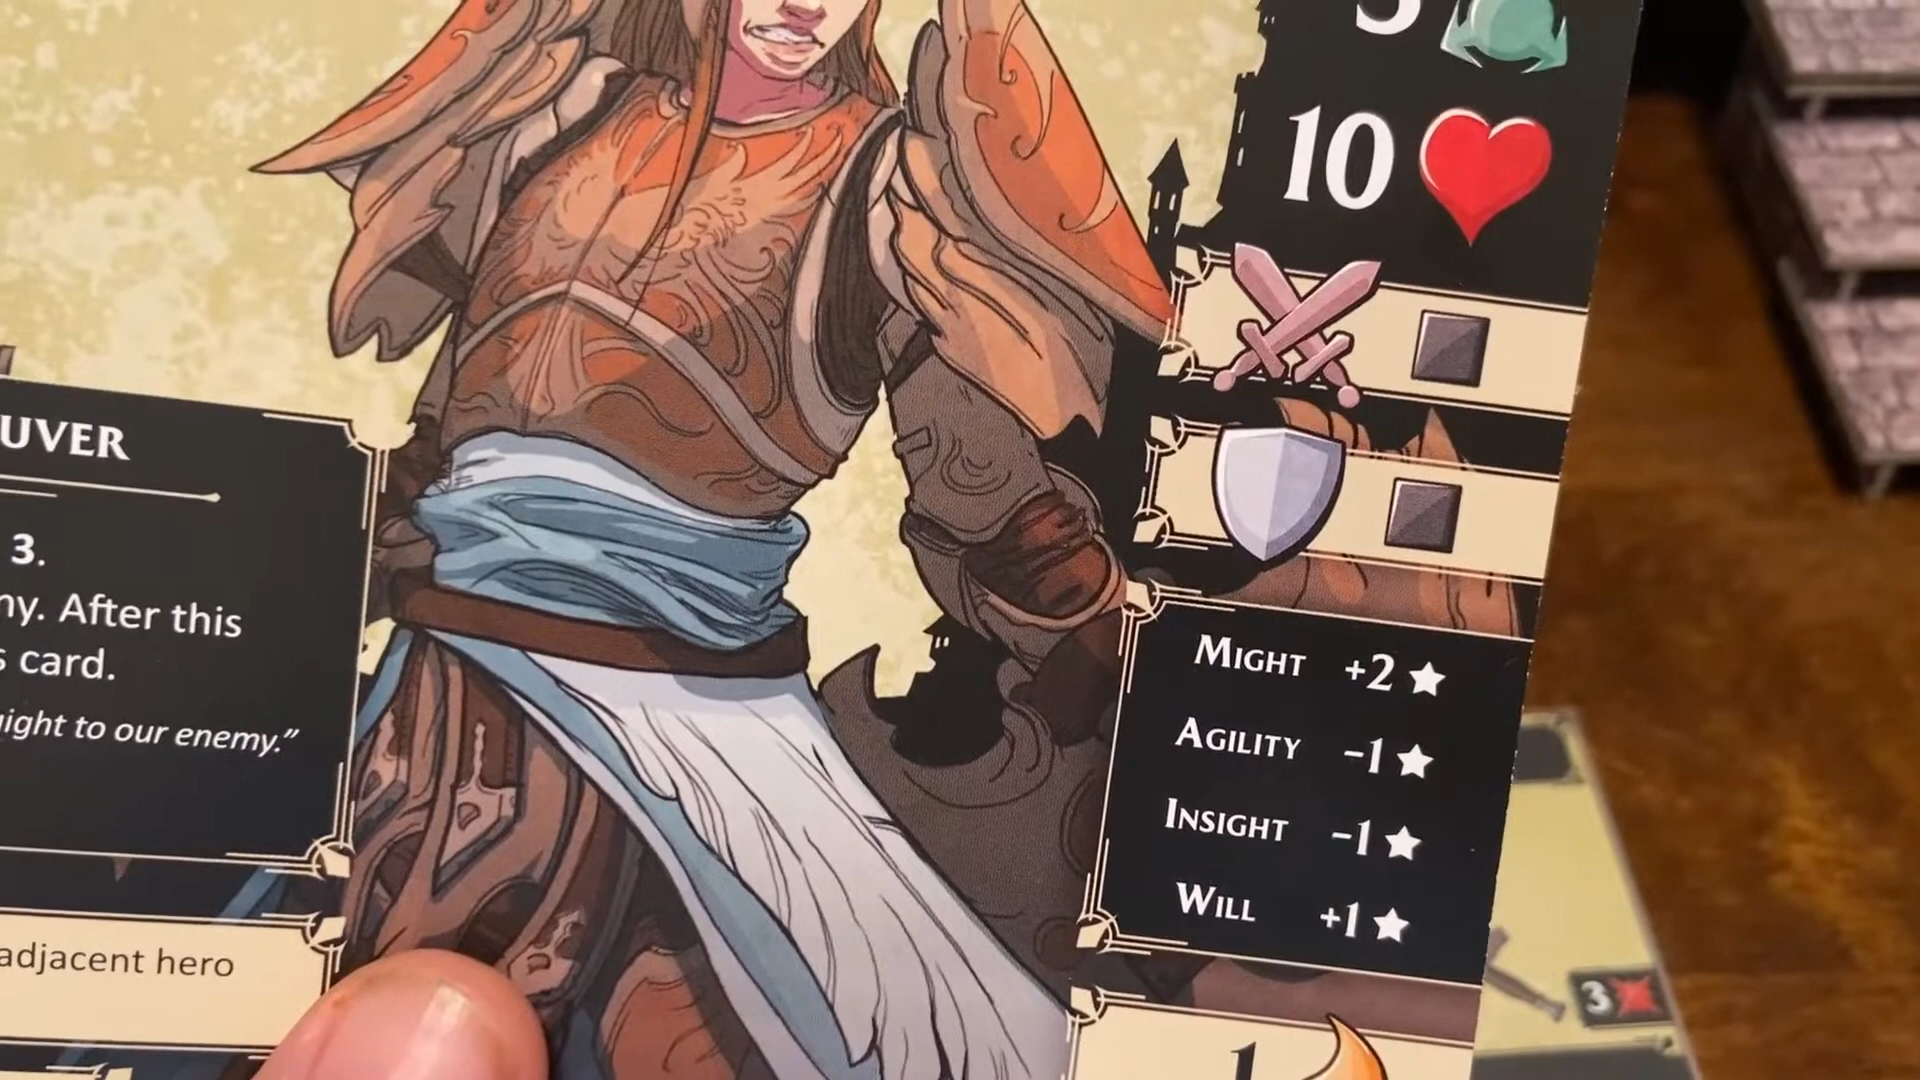 10
UVER
3.
ny. After this
s card.
ight to our enemy."
adjacent hero
Might +2
Agility -1
Insight -1
Will +1
1
3